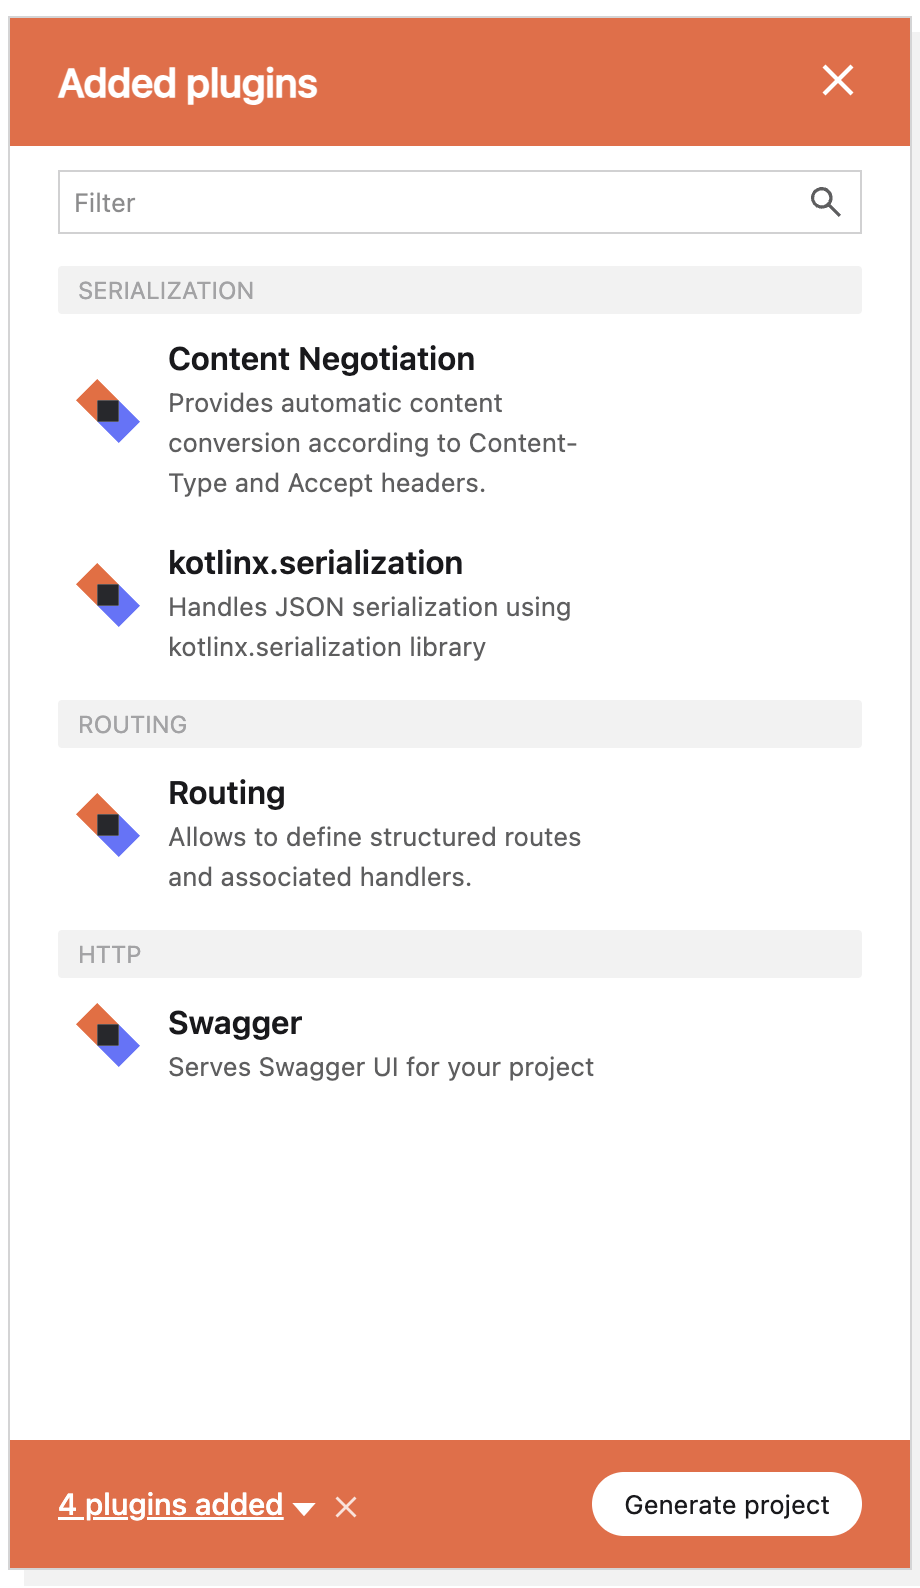 Added plugins
Filter
SERIALIZATION
Content Negotiation
Provides automatic content
conversion according to Content-
Type and Accept headers.
kotlinx.serialization
Handles JSON serialization using
kotlinx.serialization library
ROUTING
Routing
Allows to define structured routes
and associated handlers.
HTTP
Swagger
Serves Swagger UI for your project
4 plugins added
Generate project